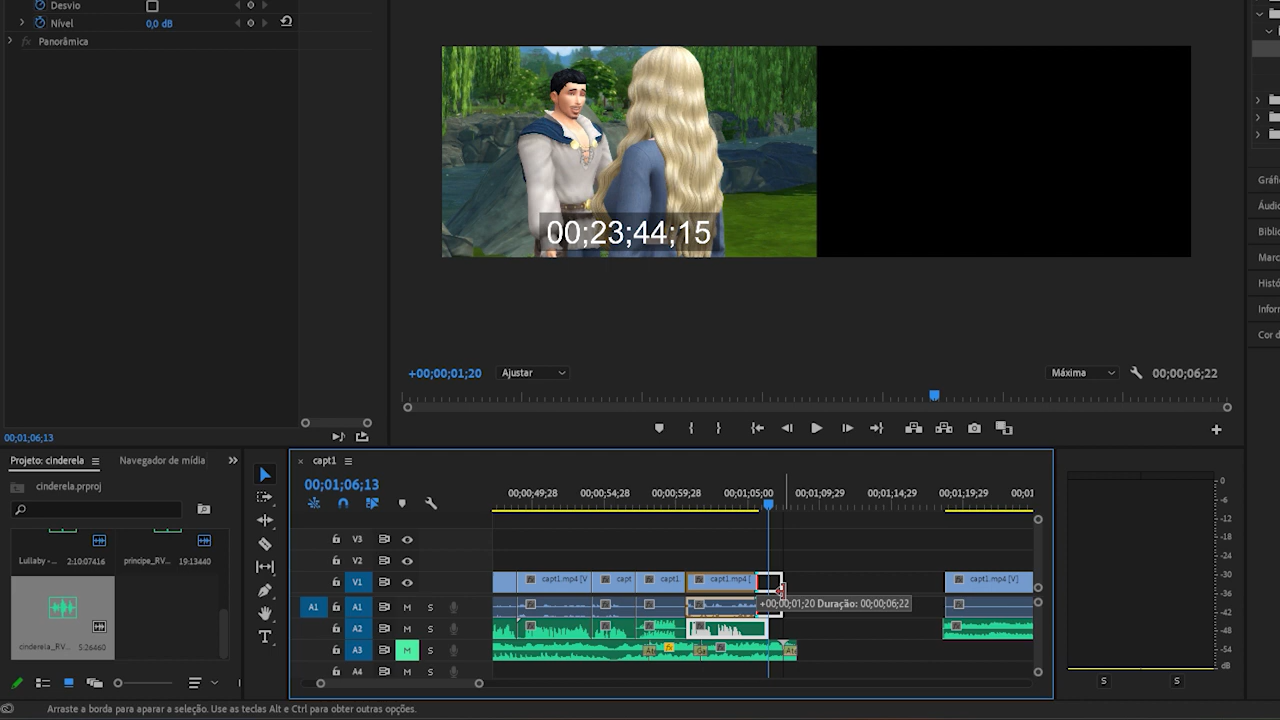 Desvio
Nível
0,0 dB
fx Panorâmica
00;23;44;15
Gráfi
Áudio
Biblio
Marc
Histó
Inform
Cor d
+00;00;01;20
Ajustar
Máxima
00;00;06;22
00;01;06;13
Projeto: cinderela
Navegador de mídia
cinderela.prproj
Lullaby -... 2:10:07416
principe_RV... 19:13440
cinderela_RV... 5:26460
× capt1
00;01;06;13
00;00;49;28 00;00;54;28 00;00;59;28 00;01;05;00 00;01;09;29 00;01;14;29 00;01;19;29 00;01
V3
V2
V1
capt1.mp4 [V
capt
capt1.
capt1.mp4 [
capt1.mp4 [V]
A1 A1 M S
+00;00;01;20 Duração: 00;00;06;22
A2 M S
A3 M S
A4 M S
0
-6
-12
-18
-24
-30
-36
-42
-48
-54
dB
S S
Arraste a borda para aparar a seleção. Use as teclas Alt e Ctrl para obter outras opções.